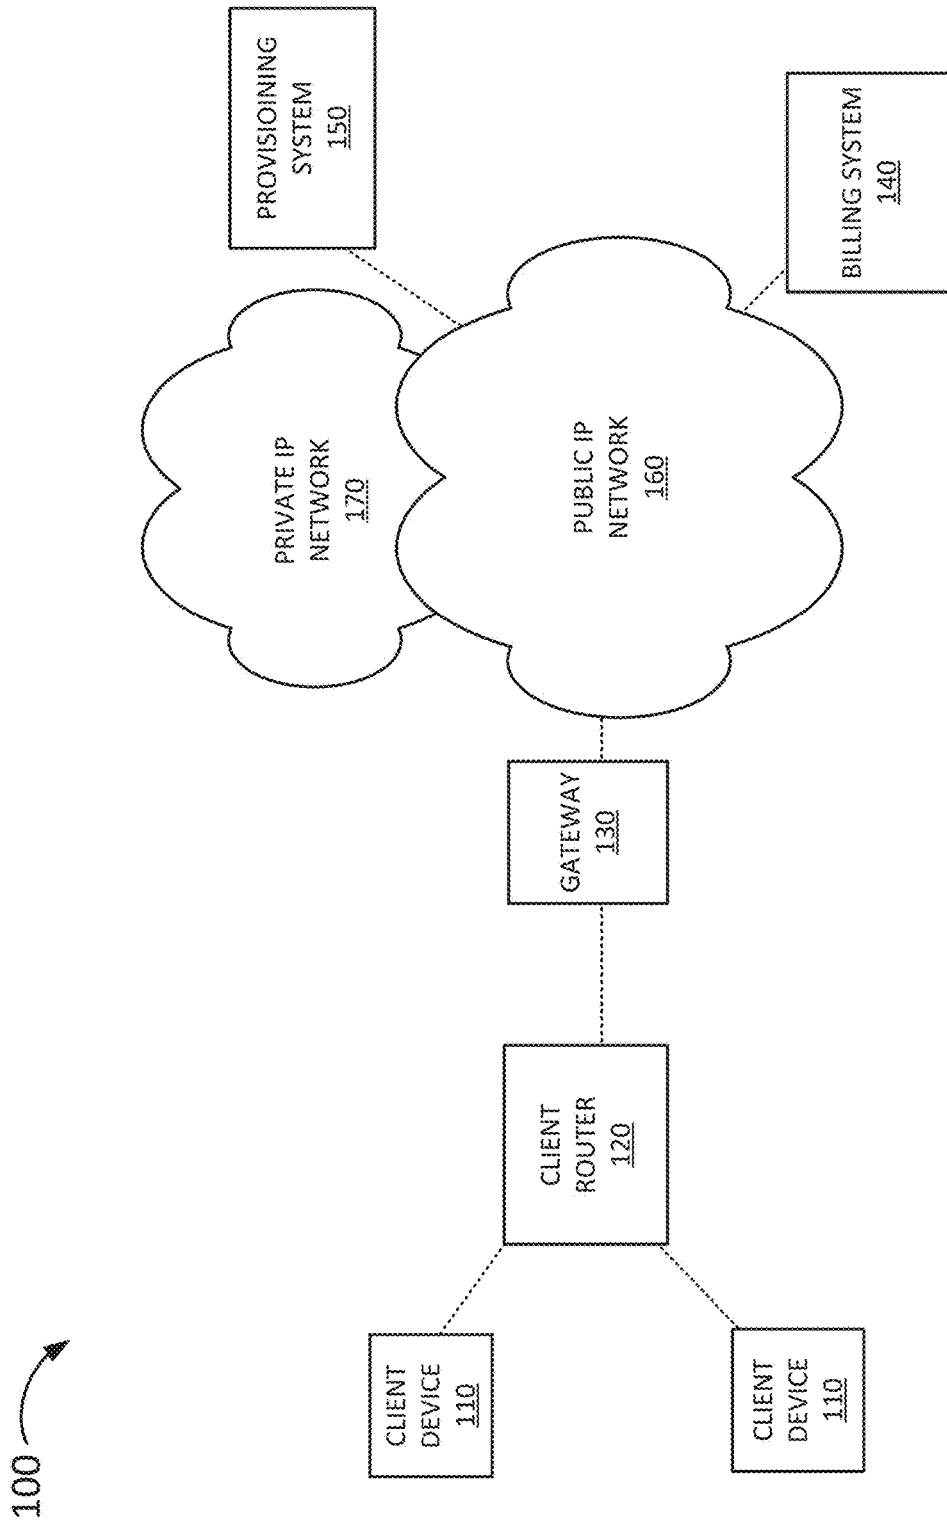 100
CLIENT
DEVICE
110
CLIENT
DEVICE
110
CLIENT
ROUTER
120
GATEWAY
130
PRIVATE IP
NETWORK
170
PUBLIC IP
NETWORK
160
PROVISIOINING
SYSTEM
150
BILLING SYSTEM
140